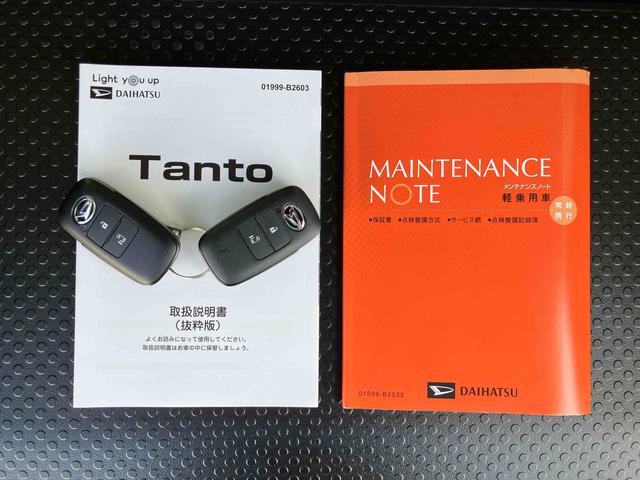 Light you up
DAIHATSU
01999-B2603
Tanto
取扱説明書
（抜粋版）
よくお読みになって使用してください。
取扱説明書はお車の中に保管しましょう。
MAINTENANCE
NOTE
メンテナンスノート
軽乗用車
常時
携行
●保証書 ●点検整備方式 ●サービス網 ●点検整備記録簿
01999-B2032
DAIHATSU